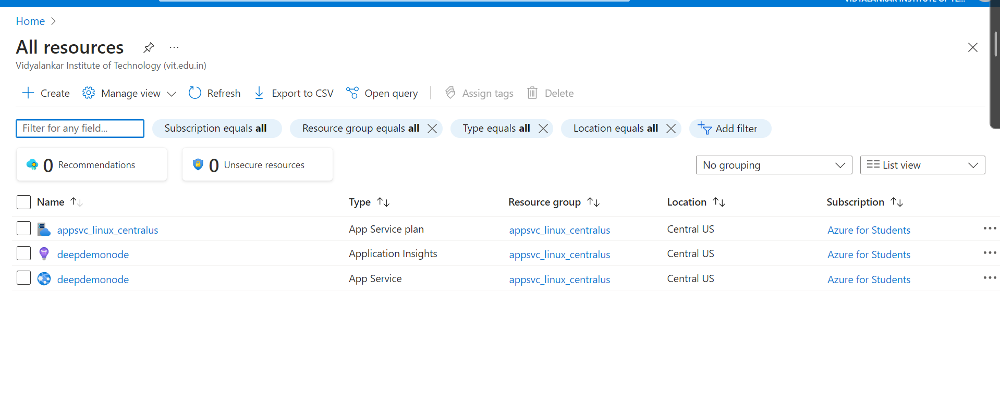 Home
All resources
Vidyalankar Institute of Technology (vit.edu.in)
Create Manage view Refresh Export to CSV Open query Assign tags Delete
Filter for any field... Subscription equals all Resource group equals all Type equals all Location equals all Add filter
0 Recommendations 0 Unsecure resources No grouping List view
Name Type Resource group Location Subscription
appsvc_linux_centralus App Service plan appsvc_linux_centralus Central US Azure for Students
deepdemonode Application Insights appsvc_linux_centralus Central US Azure for Students
deepdemonode App Service appsvc_linux_centralus Central US Azure for Students